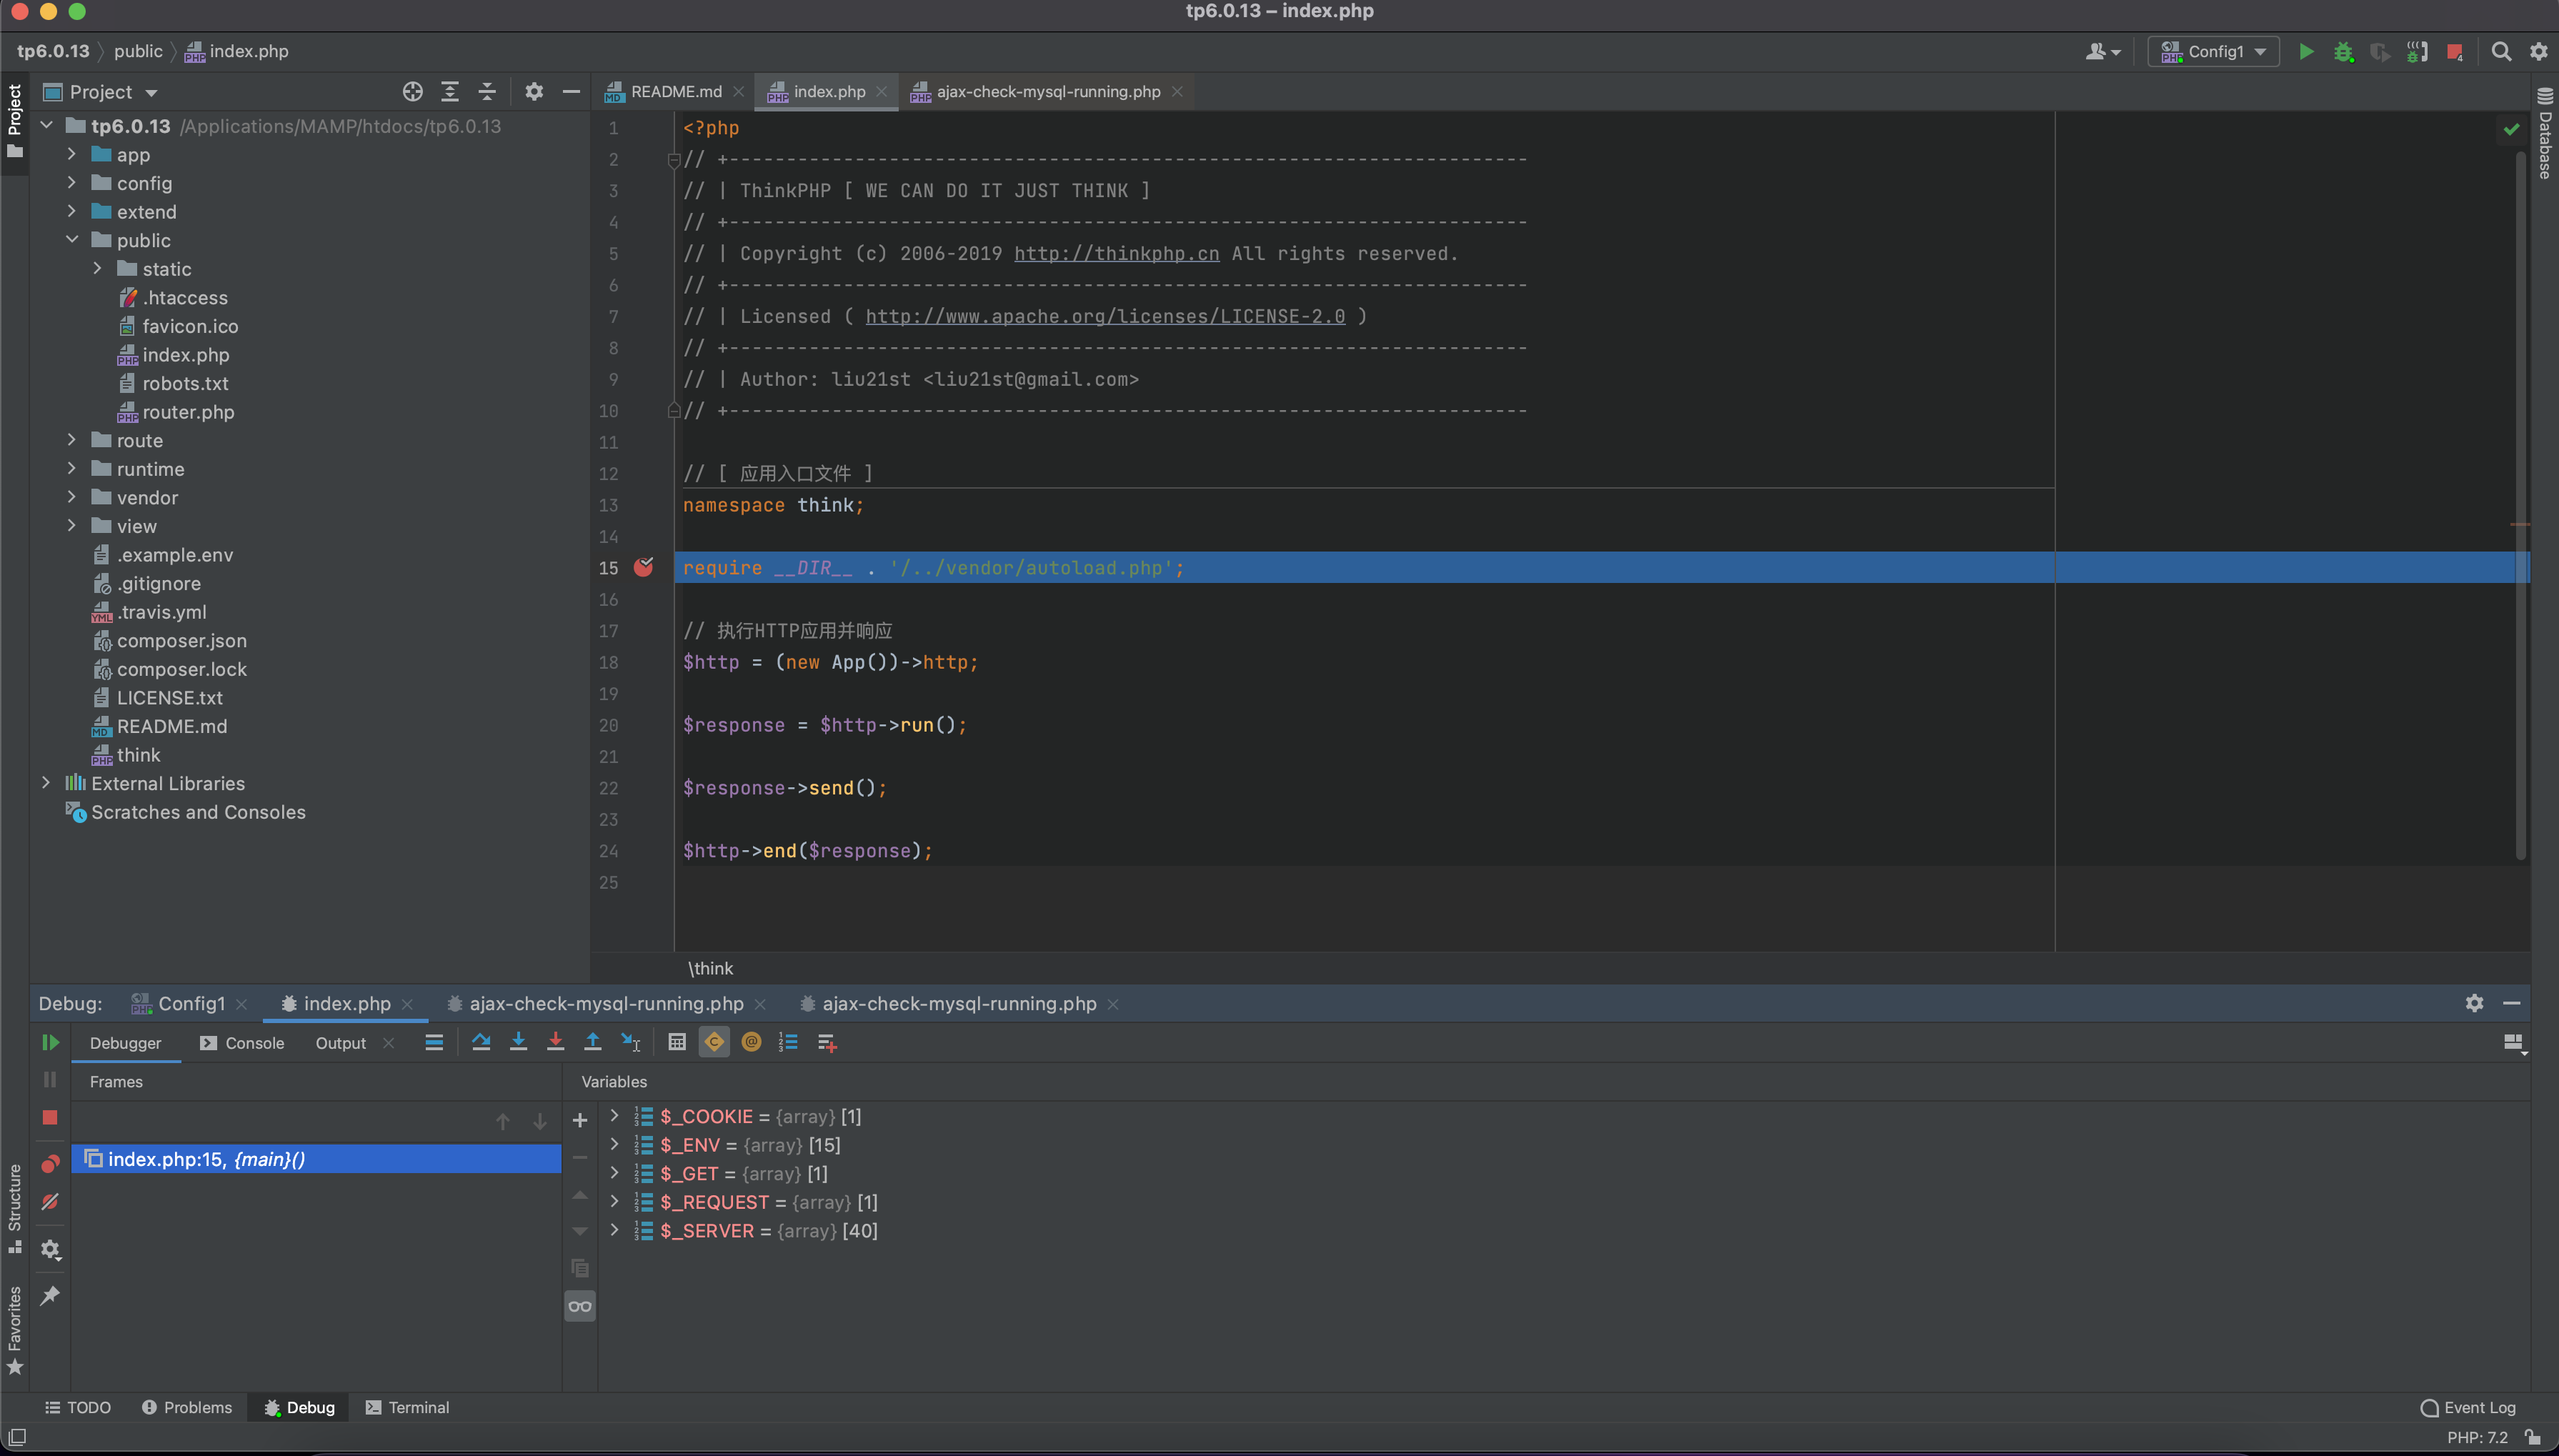 tp6.0.13 – index.php
tp6.0.13 public index.php
Config1
Project
README.md index.php ajax-check-mysql-running.php
Project
Database
tp6.0.13 /Applications/MAMP/htdocs/tp6.0.13
app
config
extend
public
static
.htaccess
favicon.ico
index.php
robots.txt
router.php
route
runtime
vendor
view
.example.env
.gitignore
.travis.yml
composer.json
composer.lock
LICENSE.txt
README.md
think
External Libraries
Scratches and Consoles
1 <?php
2 // +----------------------------------------------------------------------
3 // | ThinkPHP [ WE CAN DO IT JUST THINK ]
4 // +----------------------------------------------------------------------
5 // | Copyright (c) 2006-2019 http://thinkphp.cn All rights reserved.
6 // +----------------------------------------------------------------------
7 // | Licensed ( http://www.apache.org/licenses/LICENSE-2.0 )
8 // +----------------------------------------------------------------------
9 // | Author: liu21st <liu21st@gmail.com>
10 // +----------------------------------------------------------------------
11
12 // [ 应用入口文件 ]
13 namespace think;
14
15 require __DIR__ . '/../vendor/autoload.php';
16
17 // 执行HTTP应用并响应
18 $http = (new App())->http;
19
20 $response = $http->run();
21
22 $response->send();
23
24 $http->end($response);
25
\think
Debug: Config1 index.php ajax-check-mysql-running.php ajax-check-mysql-running.php
Debugger Console Output
Frames
Variables
index.php:15, {main}()
$_COOKIE = {array} [1]
$_ENV = {array} [15]
$_GET = {array} [1]
$_REQUEST = {array} [1]
$_SERVER = {array} [40]
Structure
Favorites
TODO Problems Debug Terminal
Event Log
PHP: 7.2